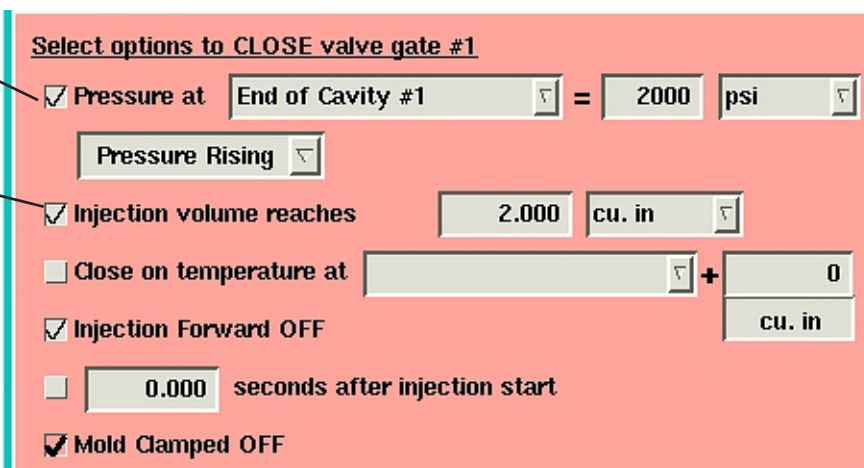 Select options to CLOSE valve gate #1
Pressure at End of Cavity #1 = 2000 psi
Pressure Rising
Injection volume reaches 2.000 cu. in
Close on temperature at + 0
cu. in
Injection Forward OFF
0.000 seconds after injection start
Mold Clamped OFF